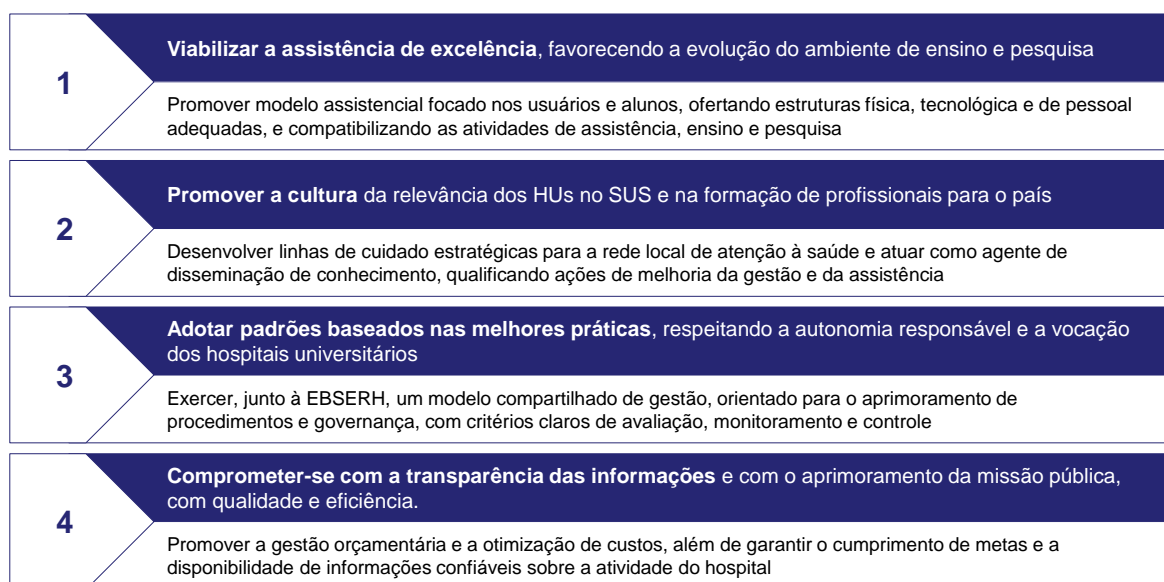 1
Viabilizar a assistência de excelência, favorecendo a evolução do ambiente de ensino e pesquisa
Promover modelo assistencial focado nos usuários e alunos, ofertando estruturas física, tecnológica e de pessoal
adequadas, e compatibilizando as atividades de assistência, ensino e pesquisa
2
Promover a cultura da relevância dos HUs no SUS e na formação de profissionais para o país
Desenvolver linhas de cuidado estratégicas para a rede local de atenção à saúde e atuar como agente de
disseminação de conhecimento, qualificando ações de melhoria da gestão e da assistência
3
Adotar padrões baseados nas melhores práticas, respeitando a autonomia responsável e a vocação
dos hospitais universitários
Exercer, junto à EBSERH, um modelo compartilhado de gestão, orientado para o aprimoramento de
procedimentos e governança, com critérios claros de avaliação, monitoramento e controle
4
Comprometer-se com a transparência das informações e com o aprimoramento da missão pública,
com qualidade e eficiência.
Promover a gestão orçamentária e a otimização de custos, além de garantir o cumprimento de metas e a
disponibilidade de informações confiáveis sobre a atividade do hospital